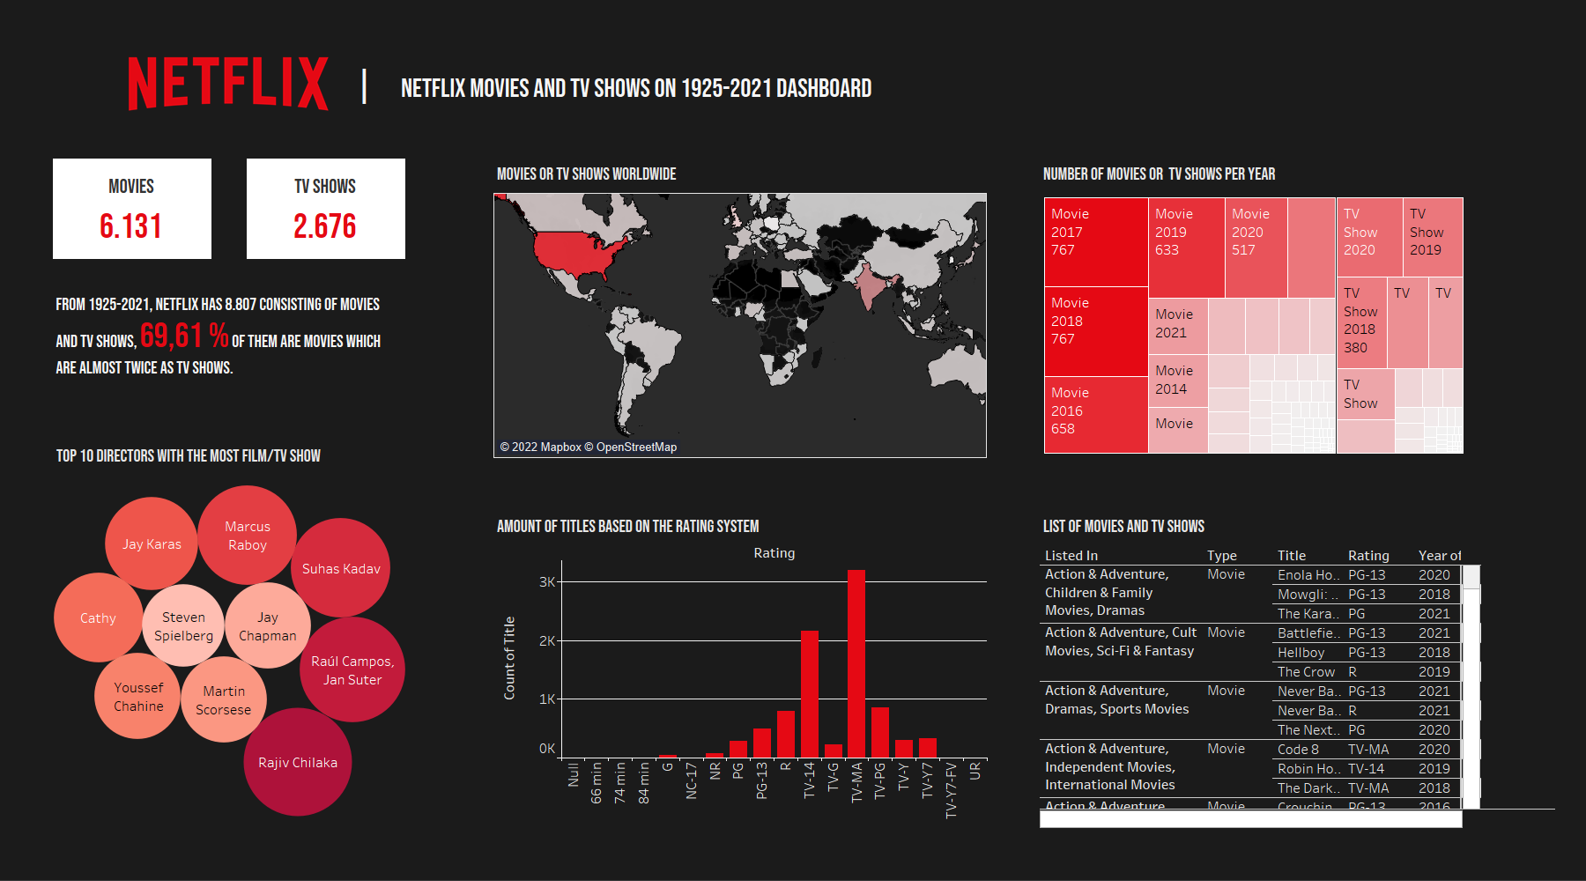 NETFLIX
|
NETFLIX MOVIES AND TV SHOWS ON 1925-2021 DASHBOARD
MOVIES
6.131
TV SHOWS
2.676
FROM 1925-2021, NETFLIX HAS 8.807 CONSISTING OF MOVIES
AND TV SHOWS, 69,61 % OF THEM ARE MOVIES WHICH
ARE ALMOST TWICE AS TV SHOWS.
TOP 10 DIRECTORS WITH THE MOST FILM/TV SHOW
Jay Karas
Marcus
Raboy
Suhas Kadav
Cathy
Steven
Spielberg
Jay
Chapman
Raúl Campos,
Jan Suter
Youssef
Chahine
Martin
Scorsese
Rajiv Chilaka
MOVIES OR TV SHOWS WORLDWIDE
© 2022 Mapbox © OpenStreetMap
AMOUNT OF TITLES BASED ON THE RATING SYSTEM
Rating
Count of Title
3K
2K
1K
0K
Null
66 min
74 min
84 min
G
NC-17
NR
PG
PG-13
R
TV-14
TV-G
TV-MA
TV-PG
TV-Y
TV-Y7
TV-Y7-FV
UR
NUMBER OF MOVIES OR TV SHOWS PER YEAR
Movie
2017
767
Movie
2018
767
Movie
2016
658
Movie
2019
633
Movie
2020
517
Movie
2021
Movie
2014
Movie
TV
Show
2020
TV
Show
2019
TV
Show
2018
380
TV
TV
TV
Show
LIST OF MOVIES AND TV SHOWS
Listed In Type Title Rating Year of
Action & Adventure, Movie Enola Ho.. PG-13 2020
Children & Family Mowgli: .. PG-13 2018
Movies, Dramas The Kara.. PG 2021
Action & Adventure, Cult Movie Battlefie.. PG-13 2021
Movies, Sci-Fi & Fantasy Hellboy PG-13 2018
The Crow R 2019
Action & Adventure, Movie Never Ba.. PG-13 2021
Dramas, Sports Movies Never Ba.. R 2021
The Next.. PG 2020
Action & Adventure, Movie Code 8 TV-MA 2020
Independent Movies, Robin Ho.. TV-14 2019
International Movies The Dark.. TV-MA 2018
Action & Adventure, Movie Crouchin.. PG-13 2016